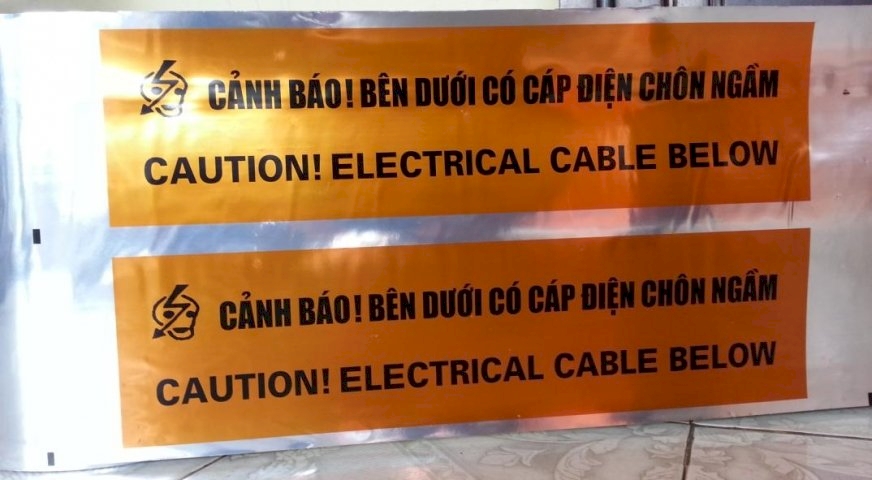 CẢNH BÁO! BÊN DƯỚI CÓ CÁP ĐIỆN CHÔN NGẦM
CAUTION! ELECTRICAL CABLE BELOW
CẢNH BÁO! BÊN DƯỚI CÓ CÁP ĐIỆN CHÔN NGẦM
CAUTION! ELECTRICAL CABLE BELOW